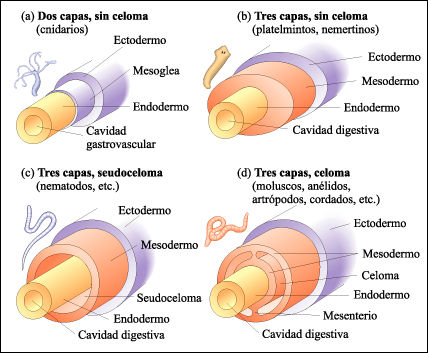 (a) Dos capas, sin celoma
(cnidarios)
Ectodermo
Mesoglea
Endodermo
Cavidad
gastrovascular
(b) Tres capas, sin celoma
(platelmintos, nemertinos)
Ectodermo
Mesodermo
Endodermo
Cavidad digestiva
(c) Tres capas, seudoceloma
(nematodos, etc.)
Ectodermo
Mesodermo
Seudoceloma
Endodermo
Cavidad digestiva
(d) Tres capas, celoma
(moluscos, anélidos,
artrópodos, cordados, etc.)
Ectodermo
Mesodermo
Celoma
Endodermo
Mesenterio
Cavidad digestiva